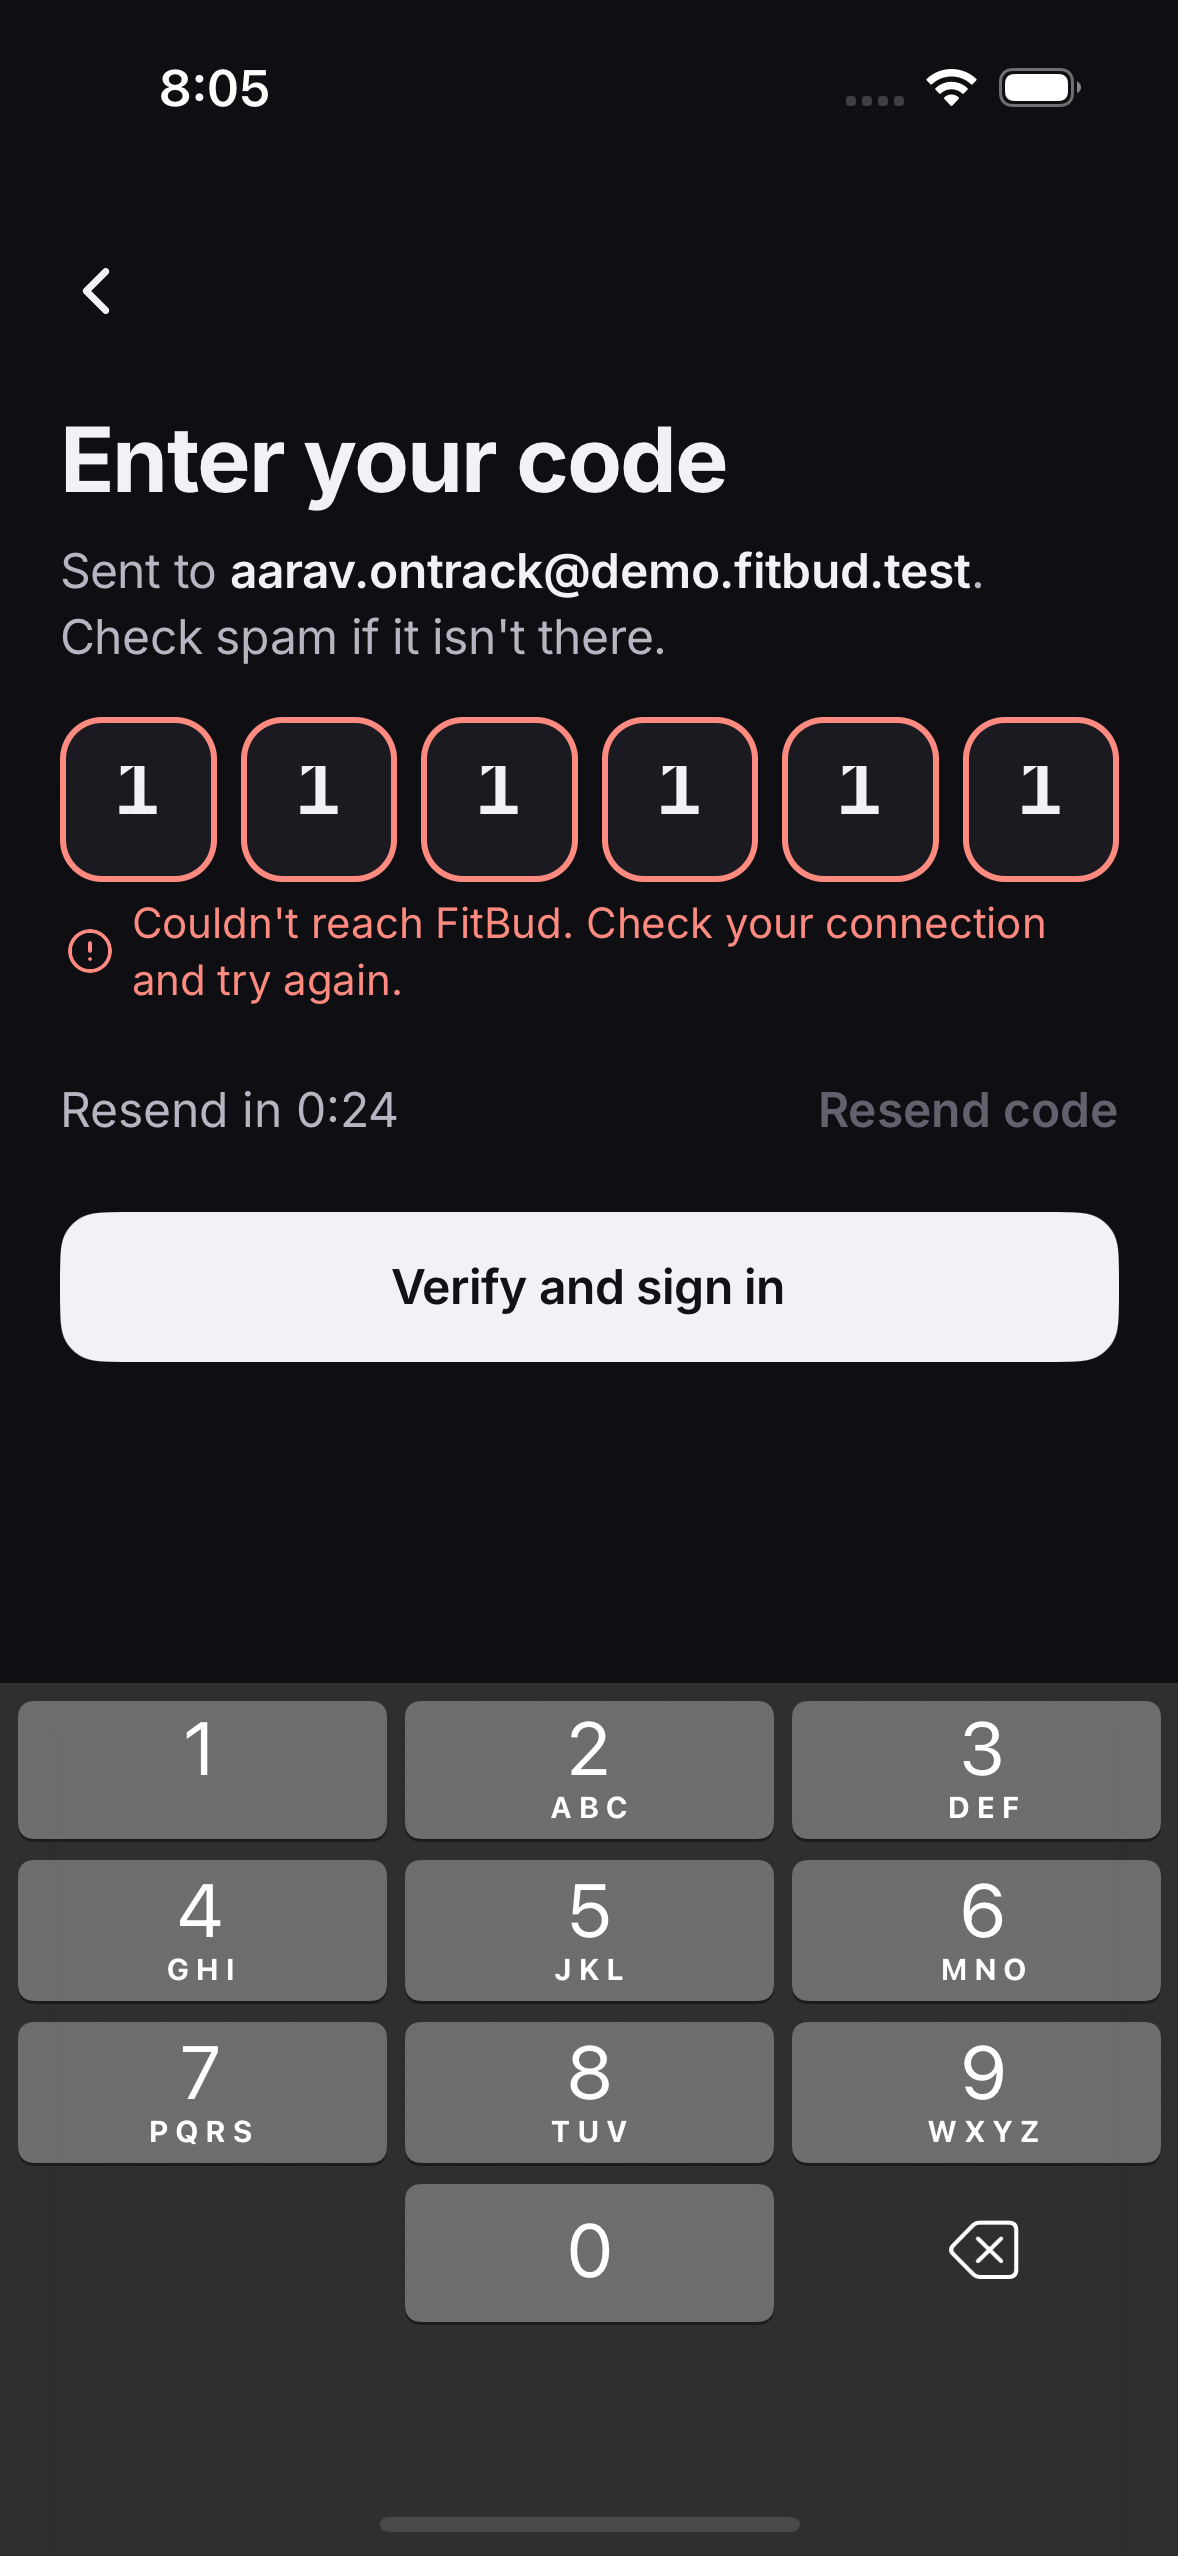 8:05
Enter your code
Sent to aarav.ontrack@demo.fitbud.test.
Check spam if it isn't there.
1 1 1 1 1 1
Couldn't reach FitBud. Check your connection
and try again.
Resend in 0:24 Resend code
Verify and sign in
1 2 3
ABC DEF
4 5 6
GHI JKL MNO
7 8 9
PQRS TUV WXYZ
0